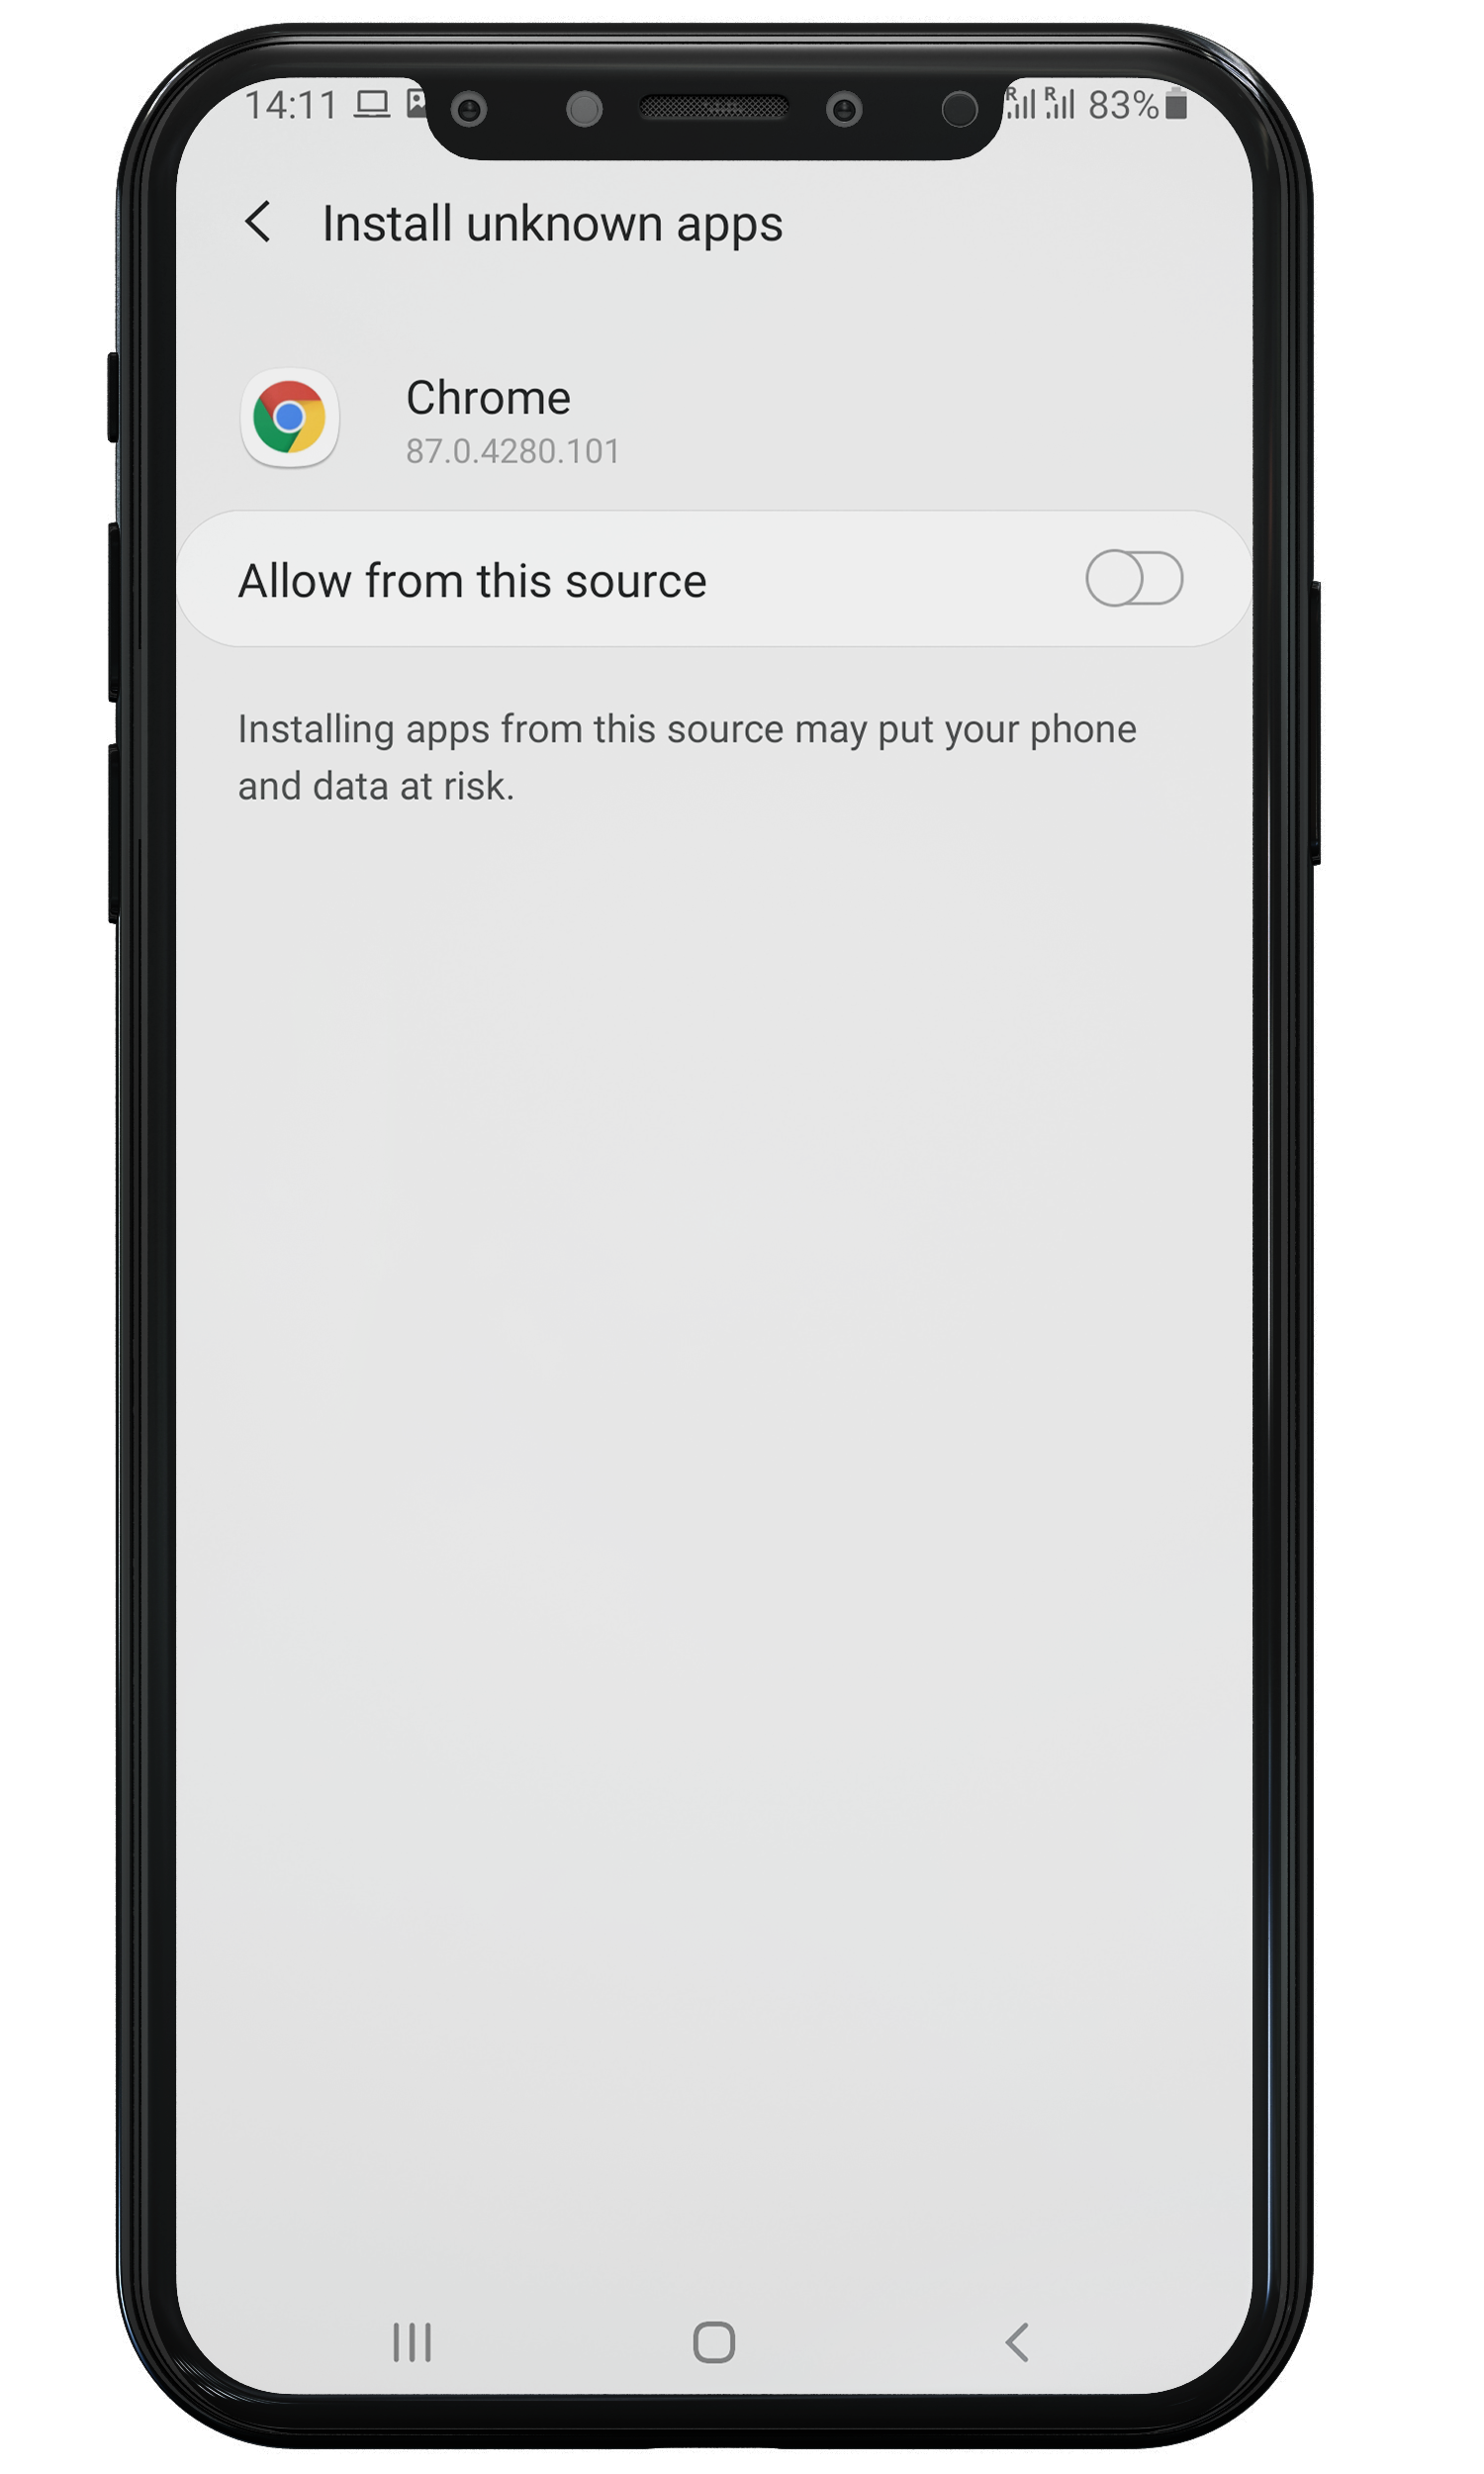 14:11 R R 83%
Install unknown apps
Chrome
87.0.4280.101
Allow from this source
Installing apps from this source may put your phone
and data at risk.